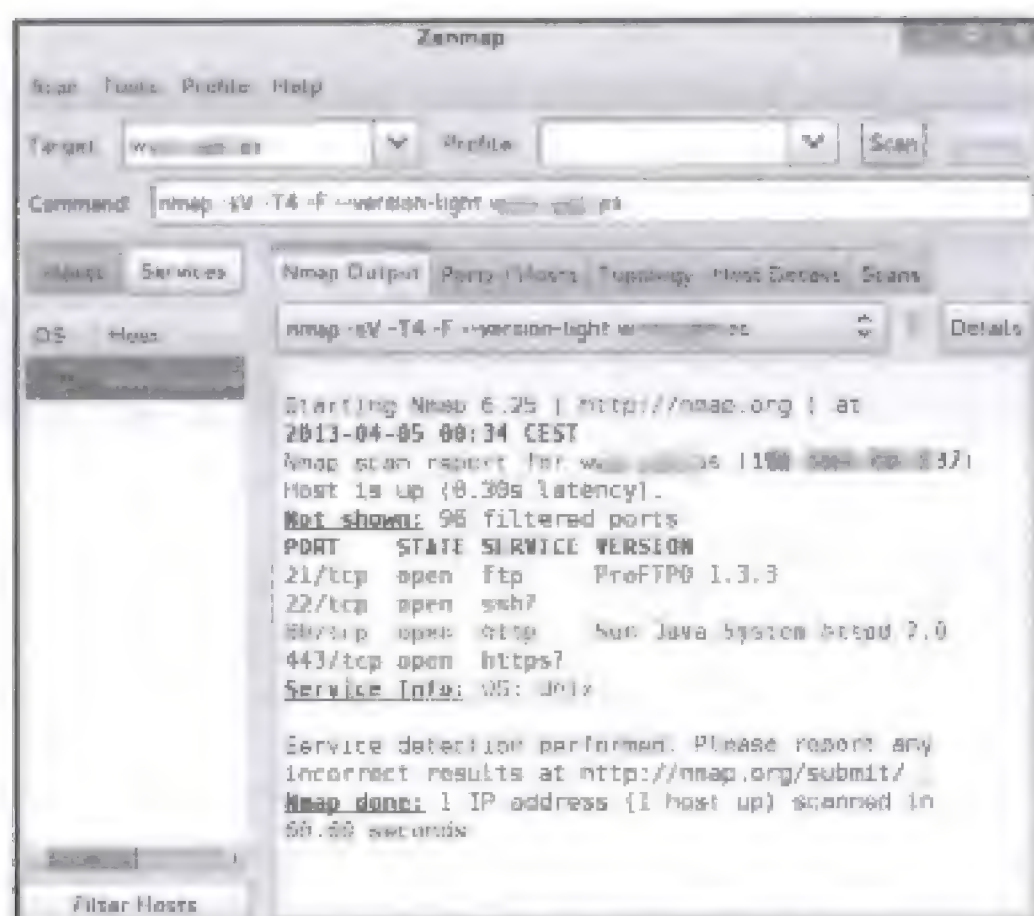 Zenmap
Scan Tools Profile Help
Target: Profile: Scan
Command: nmap -sV -T4 -F --version-light
Hosts Services Nmap Output Ports / Hosts Topology Host Details Scans
OS Host
nmap -sV -T4 -F --version-light Details
Starting Nmap 6.25 ( http://nmap.org ) at
2013-04-05 00:34 CEST
Nmap scan report for
Host is up (0.30s latency).
Not shown: 96 filtered ports
PORT STATE SERVICE VERSION
21/tcp open ftp ProFTPD 1.3.3
22/tcp open ssh?
80/tcp open http Sun Java System httpd 7.0
443/tcp open https?
Service Info: OS: Unix
Service detection performed. Please report any
incorrect results at http://nmap.org/submit/
Nmap done: 1 IP address (1 host up) scanned in
seconds
Filter Hosts